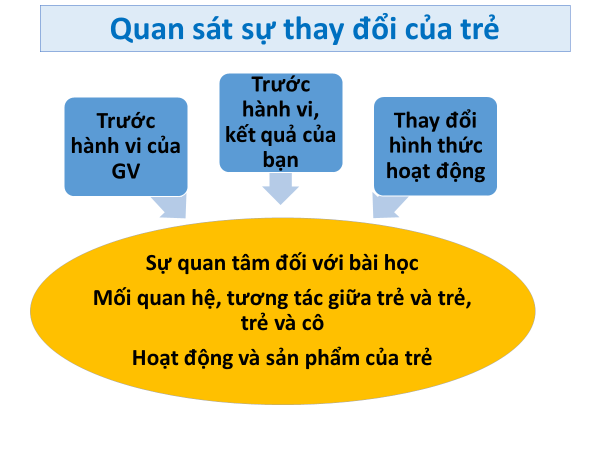 Quan sát sự thay đổi của trẻ
Trước
hành vi của
GV
Trước
hành vi,
kết quả của
bạn
Thay đổi
hình thức
hoạt động
Sự quan tâm đối với bài học
Mối quan hệ, tương tác giữa trẻ và trẻ,
trẻ và cô
Hoạt động và sản phẩm của trẻ